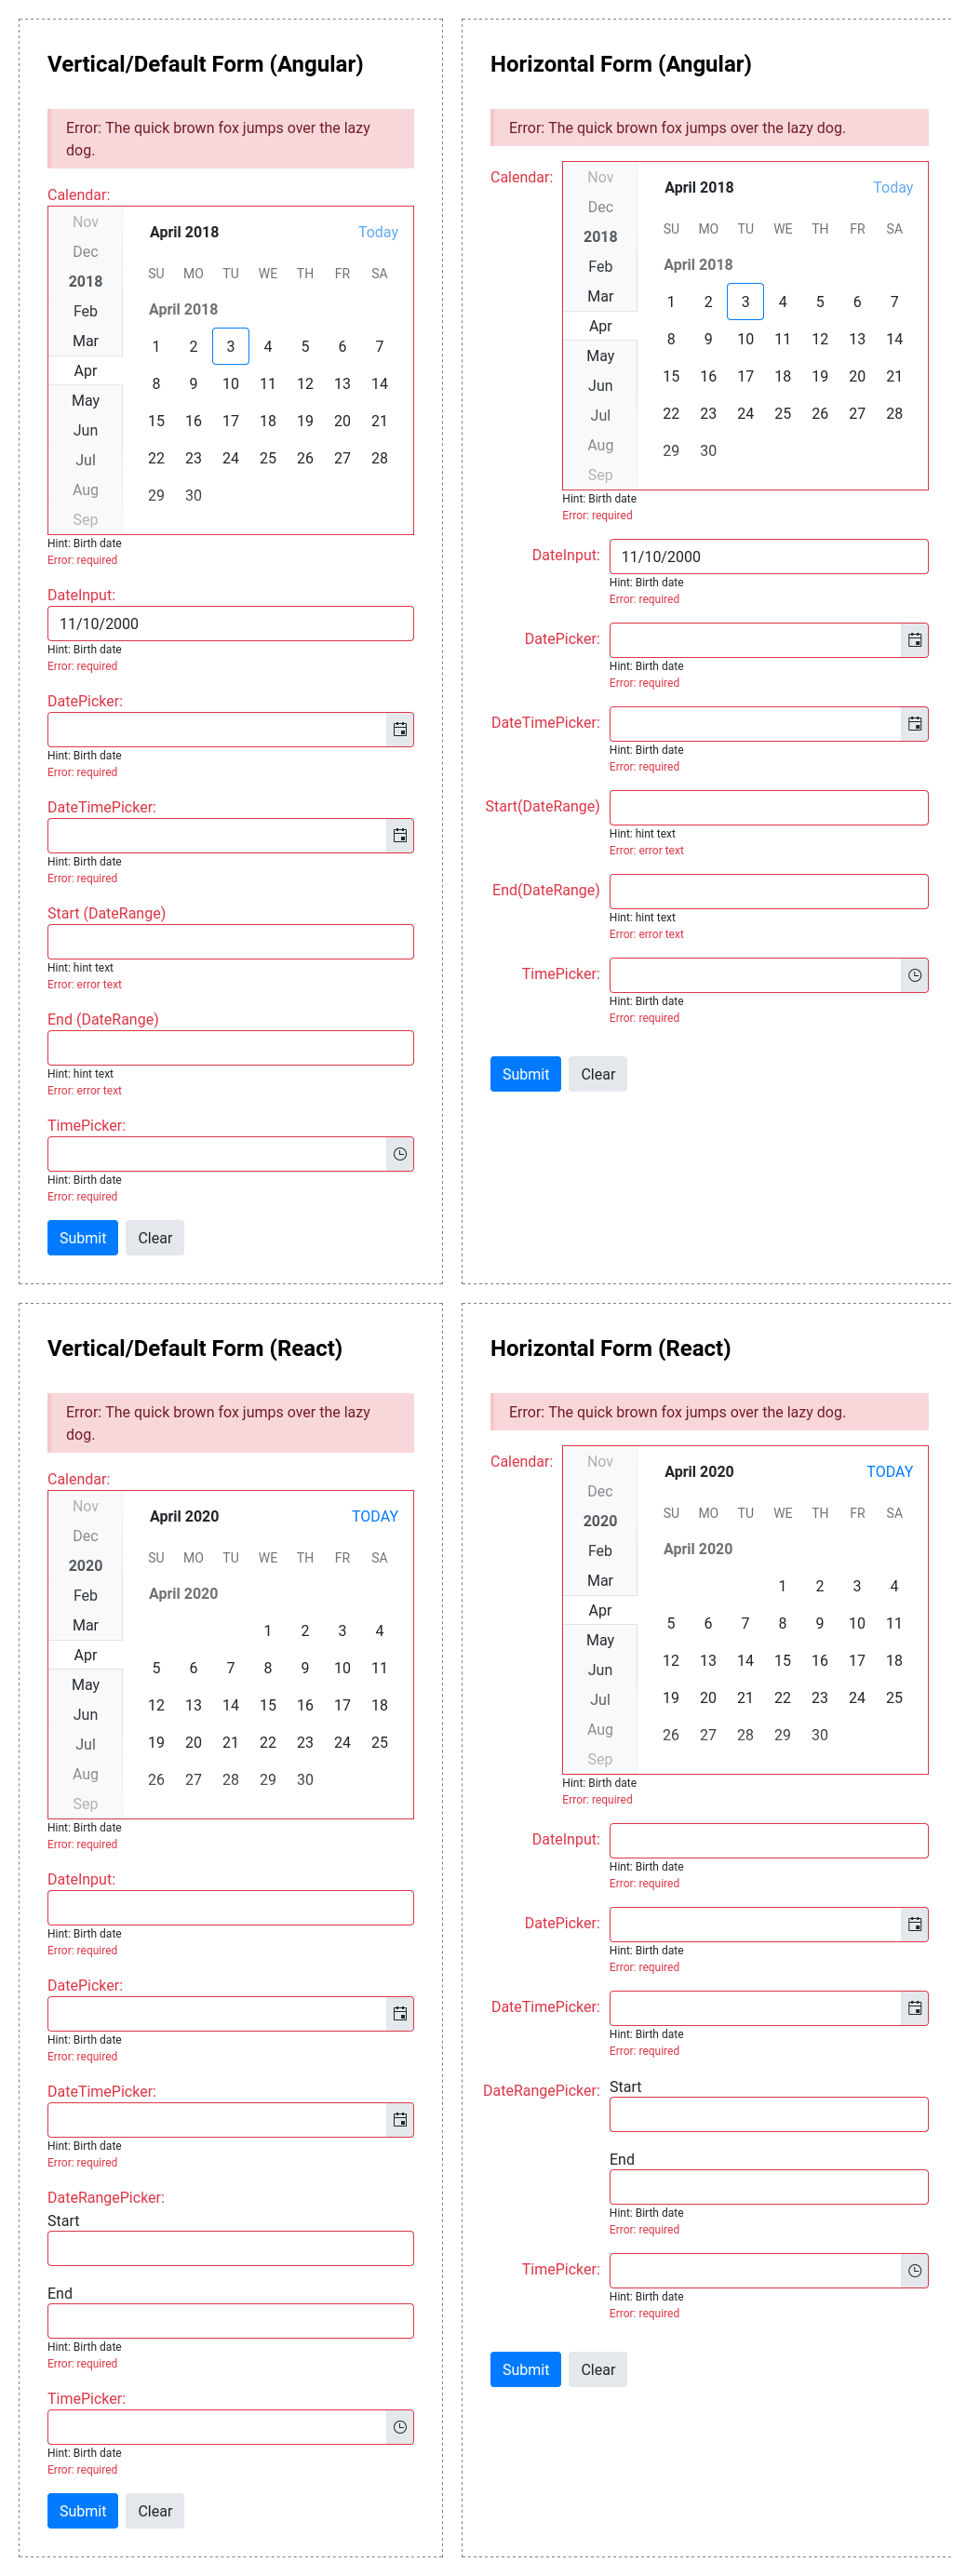 Vertical/Default Form (Angular)
Error: The quick brown fox jumps over the lazy
dog.
Calendar:
Nov
Dec
2018
Feb
Mar
Apr
May
Jun
Jul
Aug
Sep
April 2018 Today
SU MO TU WE TH FR SA
April 2018
1 2 3 4 5 6 7
8 9 10 11 12 13 14
15 16 17 18 19 20 21
22 23 24 25 26 27 28
29 30
Hint: Birth date
Error: required
DateInput:
11/10/2000
Hint: Birth date
Error: required
DatePicker:
Hint: Birth date
Error: required
DateTimePicker:
Hint: Birth date
Error: required
Start (DateRange)
Hint: hint text
Error: error text
End (DateRange)
Hint: hint text
Error: error text
TimePicker:
Hint: Birth date
Error: required
Submit Clear
Horizontal Form (Angular)
Error: The quick brown fox jumps over the lazy dog.
Calendar:
Nov
Dec
2018
Feb
Mar
Apr
May
Jun
Jul
Aug
Sep
April 2018 Today
SU MO TU WE TH FR SA
April 2018
1 2 3 4 5 6 7
8 9 10 11 12 13 14
15 16 17 18 19 20 21
22 23 24 25 26 27 28
29 30
Hint: Birth date
Error: required
DateInput: 11/10/2000
Hint: Birth date
Error: required
DatePicker:
Hint: Birth date
Error: required
DateTimePicker:
Hint: Birth date
Error: required
Start(DateRange)
Hint: hint text
Error: error text
End(DateRange)
Hint: hint text
Error: error text
TimePicker:
Hint: Birth date
Error: required
Submit Clear
Vertical/Default Form (React)
Error: The quick brown fox jumps over the lazy
dog.
Calendar:
Nov
Dec
2020
Feb
Mar
Apr
May
Jun
Jul
Aug
Sep
April 2020 TODAY
SU MO TU WE TH FR SA
April 2020
1 2 3 4
5 6 7 8 9 10 11
12 13 14 15 16 17 18
19 20 21 22 23 24 25
26 27 28 29 30
Hint: Birth date
Error: required
DateInput:
Hint: Birth date
Error: required
DatePicker:
Hint: Birth date
Error: required
DateTimePicker:
Hint: Birth date
Error: required
DateRangePicker:
Start
End
Hint: Birth date
Error: required
TimePicker:
Hint: Birth date
Error: required
Submit Clear
Horizontal Form (React)
Error: The quick brown fox jumps over the lazy dog.
Calendar:
Nov
Dec
2020
Feb
Mar
Apr
May
Jun
Jul
Aug
Sep
April 2020 TODAY
SU MO TU WE TH FR SA
April 2020
1 2 3 4
5 6 7 8 9 10 11
12 13 14 15 16 17 18
19 20 21 22 23 24 25
26 27 28 29 30
Hint: Birth date
Error: required
DateInput:
Hint: Birth date
Error: required
DatePicker:
Hint: Birth date
Error: required
DateTimePicker:
Hint: Birth date
Error: required
DateRangePicker: Start
End
Hint: Birth date
Error: required
TimePicker:
Hint: Birth date
Error: required
Submit Clear